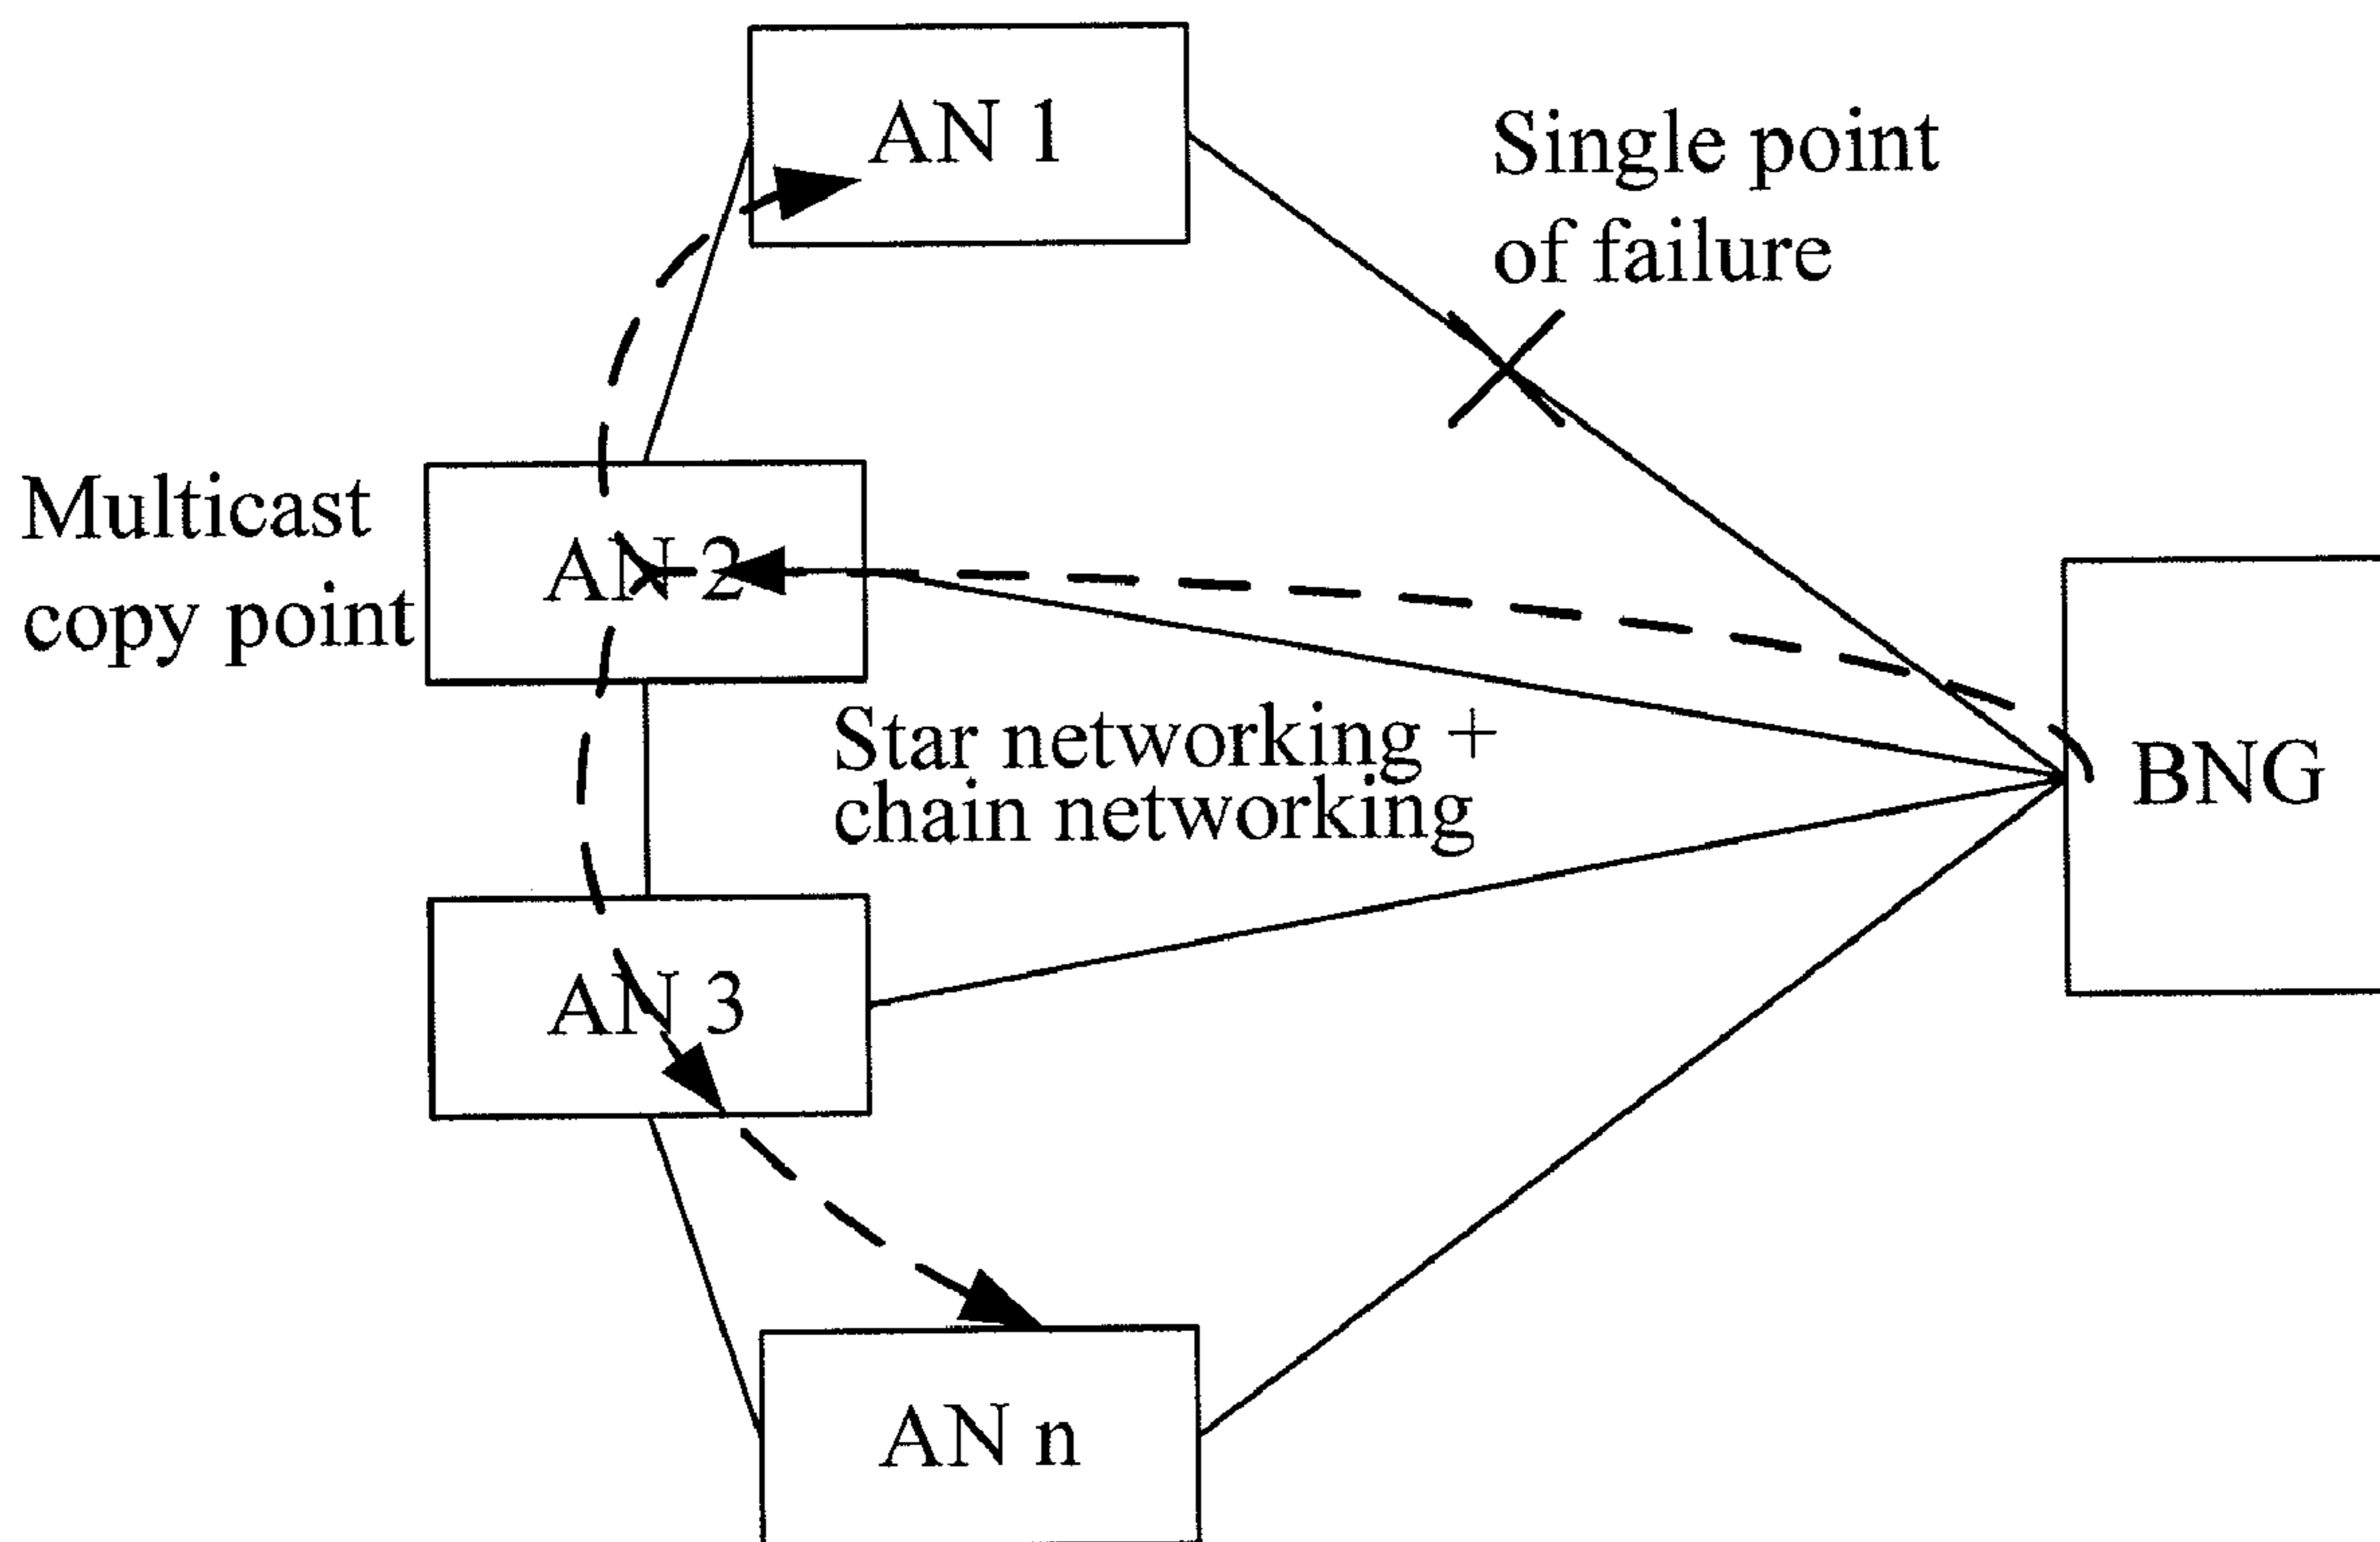 AN 1
Single point
of failure
Multicast
copy point
AN 2
Star networking +
chain networking
BNG
AN 3
AN n